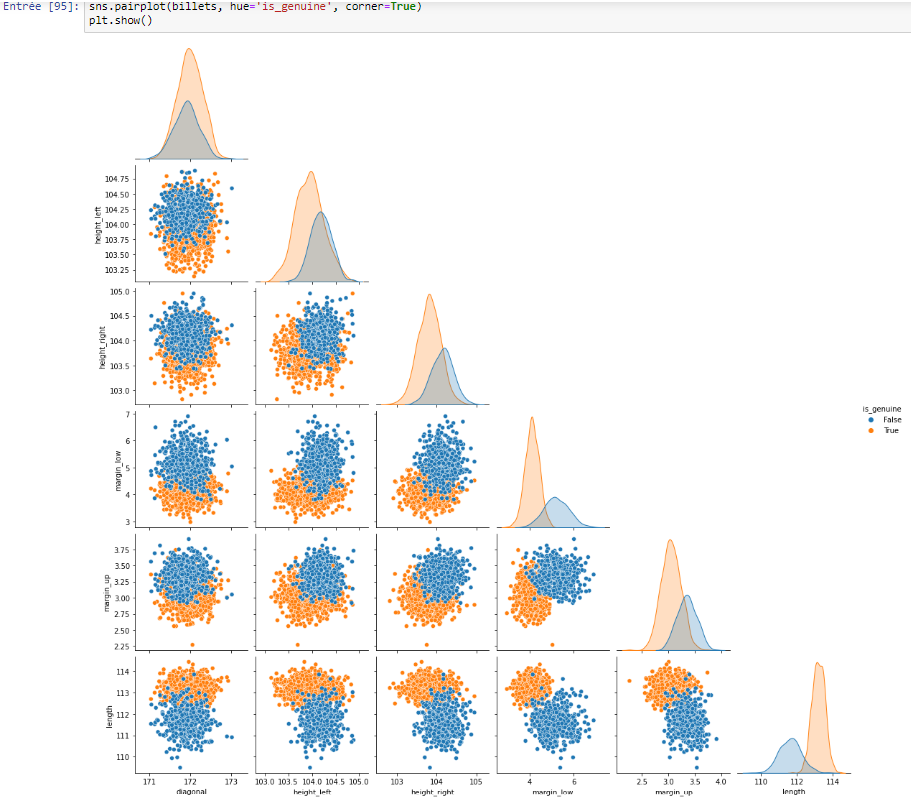 Entrée [95]: sns.pairplot(billets, hue='is_genuine', corner=True)
plt.show()
104.75
104.50
104.25
104.00
103.75
103.50
103.25
height_left
105.0
104.5
104.0
103.5
103.0
height_right
7
6
5
4
3
margin_low
is_genuine
False
True
3.75
3.50
3.25
3.00
2.75
2.50
2.25
margin_up
114
113
112
111
110
length
171 172 173
103.0 103.5 104.0 104.5 105.0
103 104 105
4 6
2.5 3.0 3.5 4.0
110 112 114
diagonal height_left height_right margin_low margin_up length